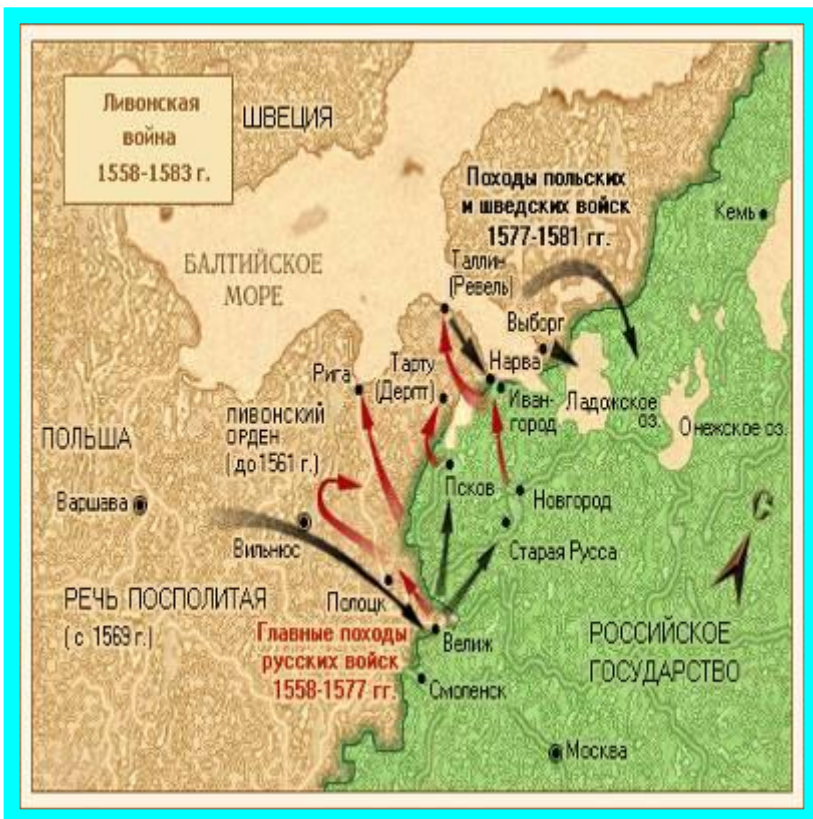 Ливонская
война
1558-1583 г.
ШВЕЦИЯ
Походы польских
и шведских войск
1577-1581 гг.
Кемь
БАЛТИЙСКОЕ
МОРЕ
Таллин
(Ревель)
Выборг
Нарва
Рига
Тарту
(Дерпт)
Иван-
город
Ладожское
оз.
Онежское оз.
ЛИВОНСКИЙ
ОРДЕН
(до 1561 г.)
ПОЛЬША
Варшава
Псков
Новгород
С
Вильнюс
Старая Русса
Полоцк
РЕЧЬ ПОСПОЛИТАЯ
(с 1569 г.)
Главные походы
русских войск
1558-1577 гг.
Велиж
РОССИЙСКОЕ
ГОСУДАРСТВО
Смоленск
Москва